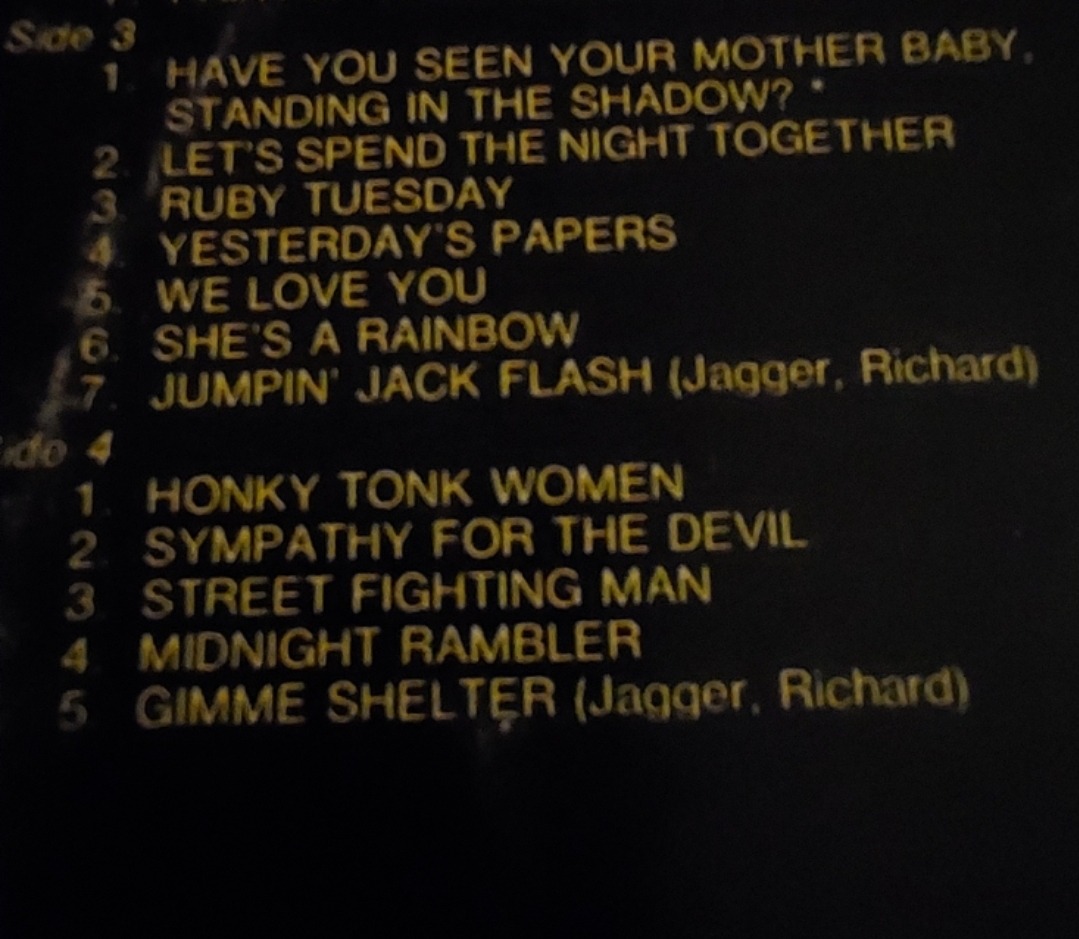 Side 3
1. HAVE YOU SEEN YOUR MOTHER BABY,
STANDING IN THE SHADOW? *
2. LET'S SPEND THE NIGHT TOGETHER
3. RUBY TUESDAY
4. YESTERDAY'S PAPERS
5. WE LOVE YOU
6. SHE'S A RAINBOW
7. JUMPIN' JACK FLASH (Jagger, Richard)
ide 4
1. HONKY TONK WOMEN
2. SYMPATHY FOR THE DEVIL
3 STREET FIGHTING MAN
4 MIDNIGHT RAMBLER
5 GIMME SHELTER (Jagger, Richard)